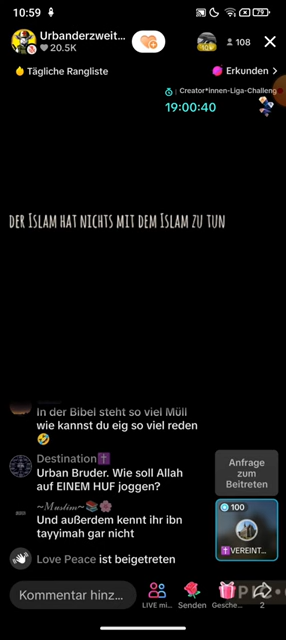 10:59
79
Urbanderzweit...
20.5K
108
Tägliche Rangliste
Erkunden >
Creator*innen-Liga-Challeng
19:00:40
der Islam hat nichts mit dem Islam zu tun
In der Bibel steht so viel Müll
wie kannst du eig so viel reden
🤣
Destination✝️
Urban Bruder. Wie soll Allah
auf EINEM HUF joggen?
~𝓜𝓾𝓼𝓵𝓲𝓶~📚🌸
Und außerdem kennt ihr ibn
tayyimah gar nicht
Love Peace ist beigetreten
Anfrage
zum
Beitreten
100
✝️VEREINT...
Kommentar hinz...
LIVE mi...
Senden
Gesche...
2